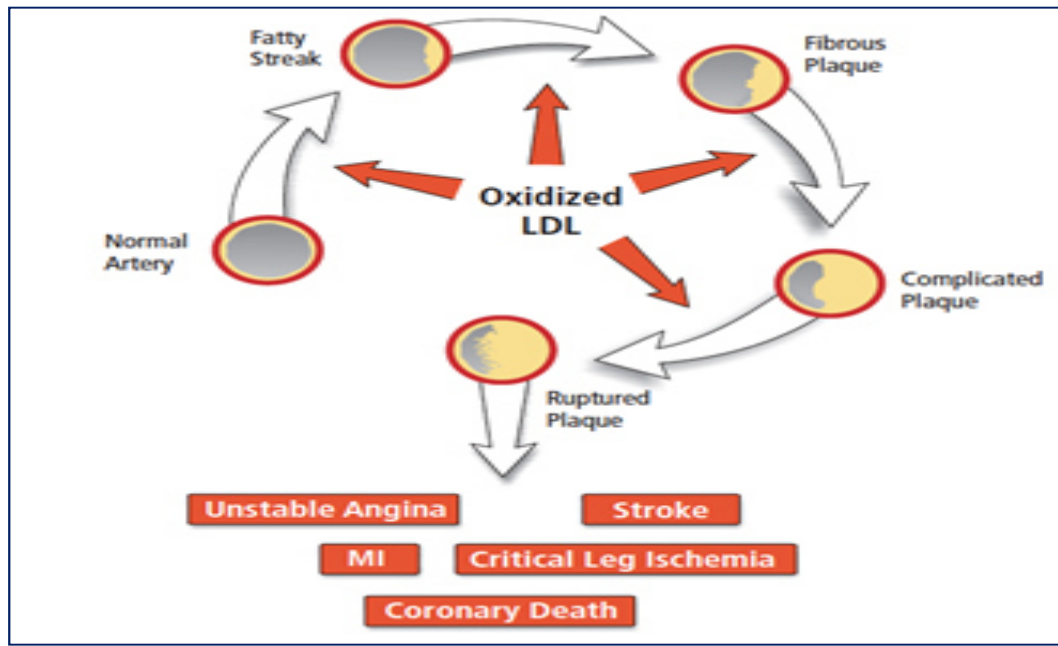 Fatty
Streak
Fibrous
Plaque
Oxidized
LDL
Normal
Artery
Complicated
Plaque
Ruptured
Plaque
Unstable Angina
Stroke
MI
Critical Leg Ischemia
Coronary Death